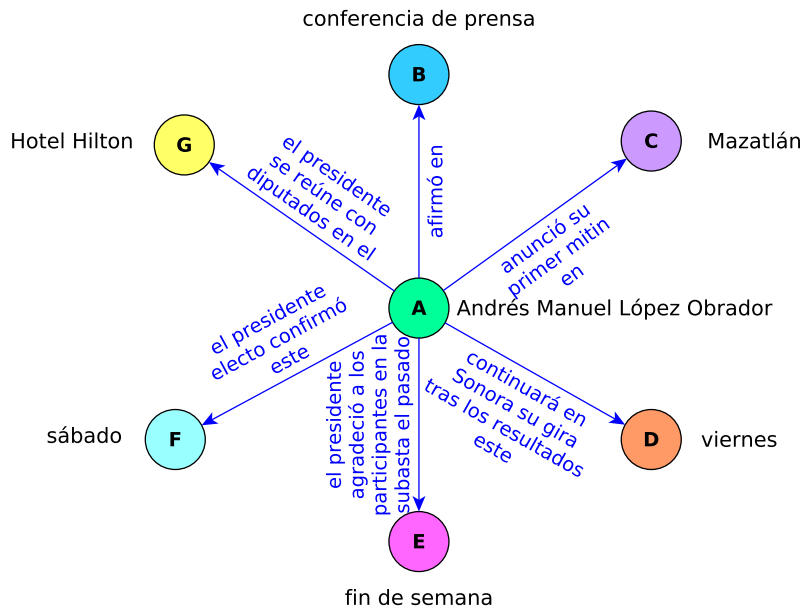 conferencia de prensa
B
Hotel Hilton
G
C
Mazatlán
el presidente
se reúne con
diputados en el
afirmó en
anunció su
primer mitin
en
A
Andrés Manuel López Obrador
el presidente
electo confirmó
este
el presidente
agradeció a los
participantes en la
subasta el pasado
continuará en
Sonora su gira
tras los resultados
este
sábado
F
D
viernes
E
fin de semana